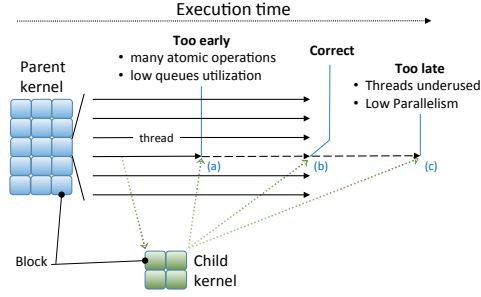 Execution time
Too early
• many atomic operations
• low queues utilization
Correct
Too late
• Threads underused
• Low Parallelism
Parent
kernel
thread
(a)
(b)
(c)
Block
Child
kernel